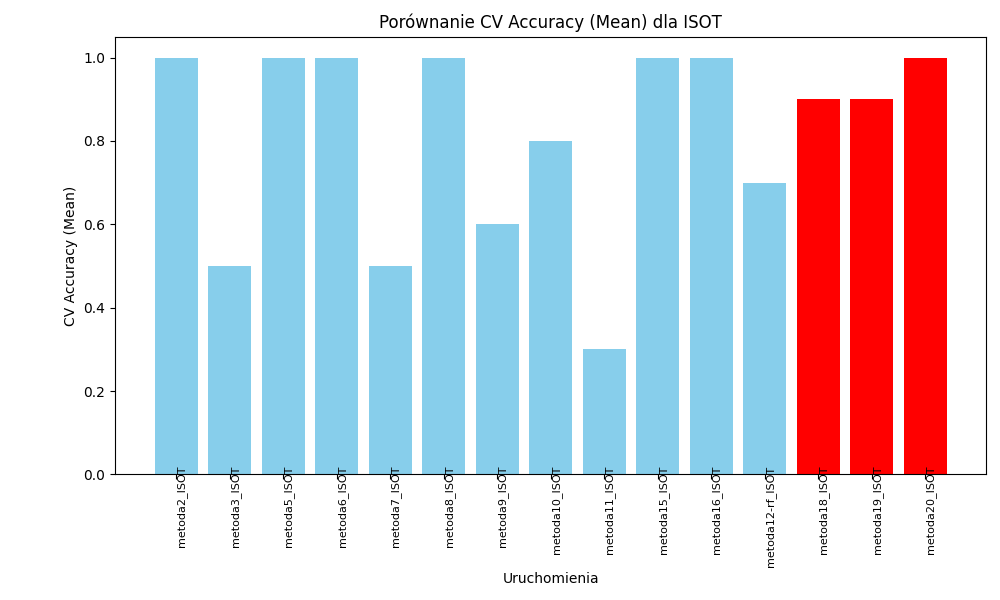 Porównanie CV Accuracy (Mean) dla ISOT
CV Accuracy (Mean)
1.0
0.8
0.6
0.4
0.2
0.0
metoda2_ISOT
metoda3_ISOT
metoda5_ISOT
metoda6_ISOT
metoda7_ISOT
metoda8_ISOT
metoda9_ISOT
metoda10_ISOT
metoda11_ISOT
metoda15_ISOT
metoda16_ISOT
metoda12-rf_ISOT
metoda18_ISOT
metoda19_ISOT
metoda20_ISOT
Uruchomienia